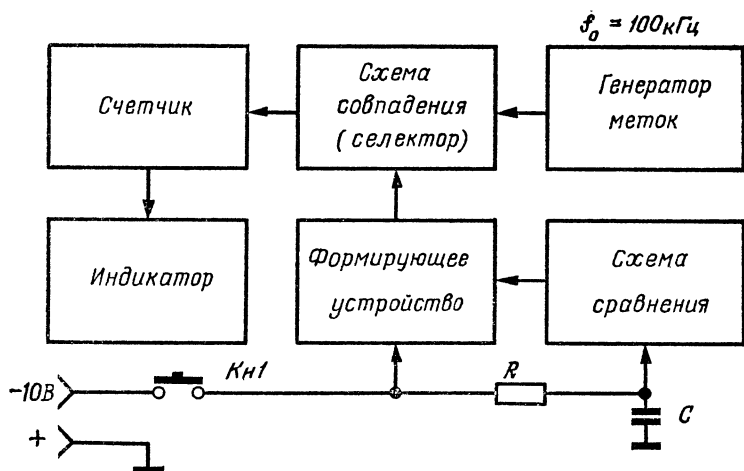 f₀ = 100кГц
Счетчик
Схема
совпадения
(селектор)
Генератор
меток
Индикатор
Формирующее
устройство
Схема
сравнения
-10В
Кн1
R
C
+